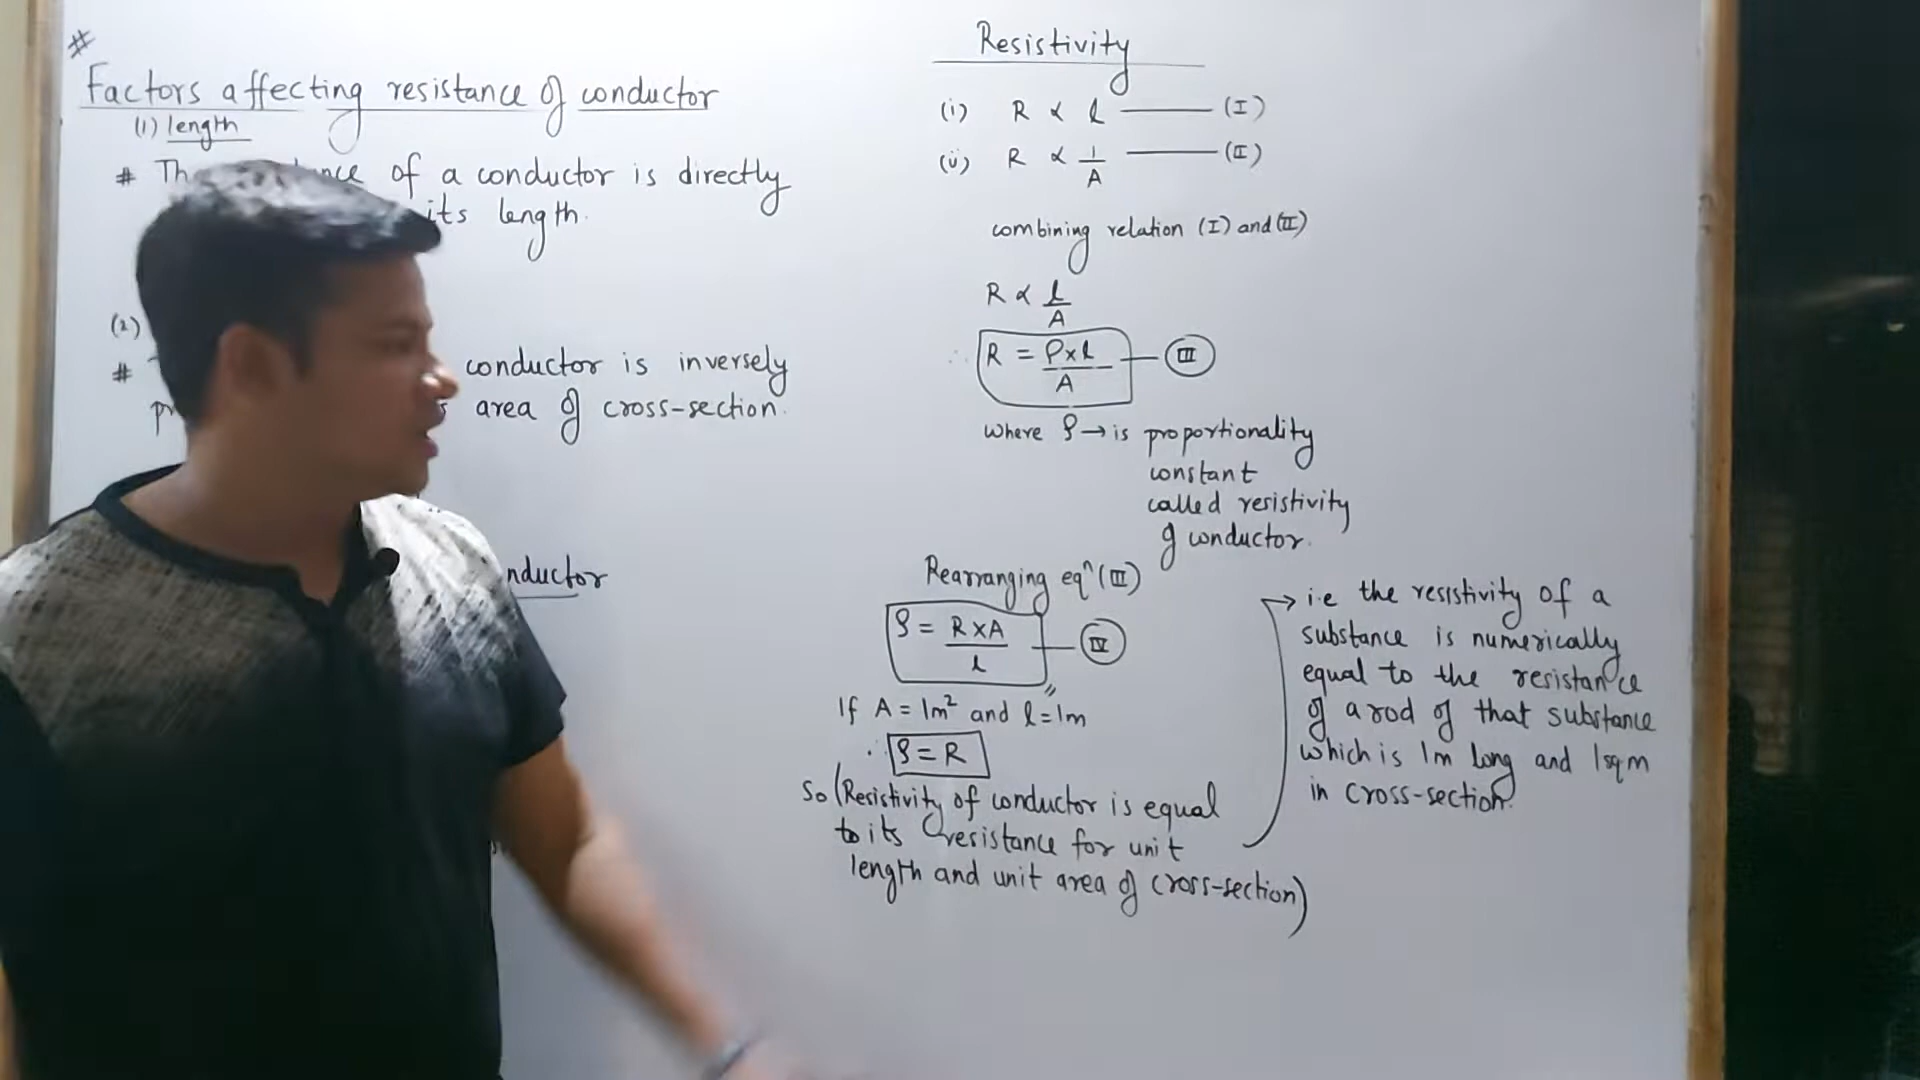 #
Factors affecting resistance of conductor
(1) length
# Th nce of a conductor is directly
its length.
(2)
# conductor is inversely
area of cross-section.
nductor
Resistivity
(i) R ∝ l ——— (I)
(ii) R ∝ 1/A ——— (II)
combining relation (I) and (II)
R ∝ l/A
∴ R = ρ×l/A — III
where ρ → is proportionality
constant
called resistivity
of conductor.
Rearranging eqⁿ (III)
ρ = R×A/l — IV
If A = 1m² and l = 1m
∴ ρ = R
So (Resistivity of conductor is equal
to its resistance for unit
length and unit area of cross-section)
→ i.e the resistivity of a
substance is numerically
equal to the resistance
of a rod of that substance
which is 1m long and 1sqm
in cross-section.